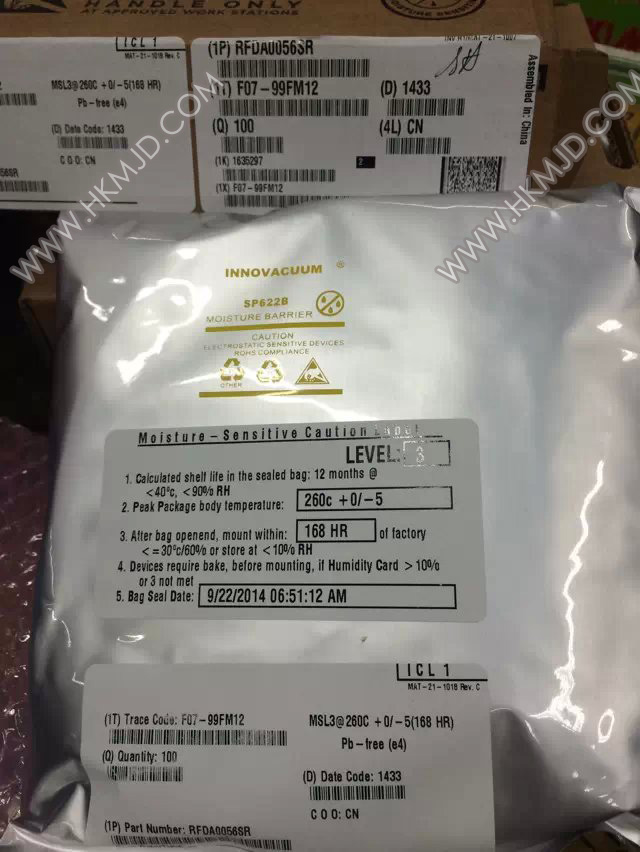 HANDLE ONLY
AT APPROVED WORK STATIONS
ICL 1
MAT-21-1018 Rev. C
MSL3@260C +0/-5(168 HR)
Pb-free (e4)
(D) Date Code: 1433
COO: CN
(1P) RFDA0056SR
(1T) F07-99FM12
(D) 1433
(Q) 100
(4L) CN
(1K) 1635297
2
(1X) F07-99FM12
Assembled in: China
WWW.HKMJD.COM
WWW.HKMJD.COM
INNOVACUUM ®
SP622B
MOISTURE BARRIER
CAUTION
ELECTROSTATIC SENSITIVE DEVICES
ROHS COMPLIANCE
OTHER
Moisture - Sensitive Caution Label
LEVEL: 3
1. Calculated shelf life in the sealed bag: 12 months @
<40°c, <90% RH
2. Peak Package body temperature: 260c +0/-5
3. After bag openend, mount within: 168 HR of factory
<=30°c/60% or store at <10% RH
4. Devices require bake, before mounting, if Humidity Card >10%
or 3 not met
5. Bag Seal Date: 9/22/2014 06:51:12 AM
ICL 1
MAT-21-1018 Rev. C
(1T) Trace Code: F07-99FM12
MSL3@260C +0/-5(168 HR)
(Q) Quantity: 100
Pb-free (e4)
(D) Date Code: 1433
COO: CN
(1P) Part Number: RFDA0056SR